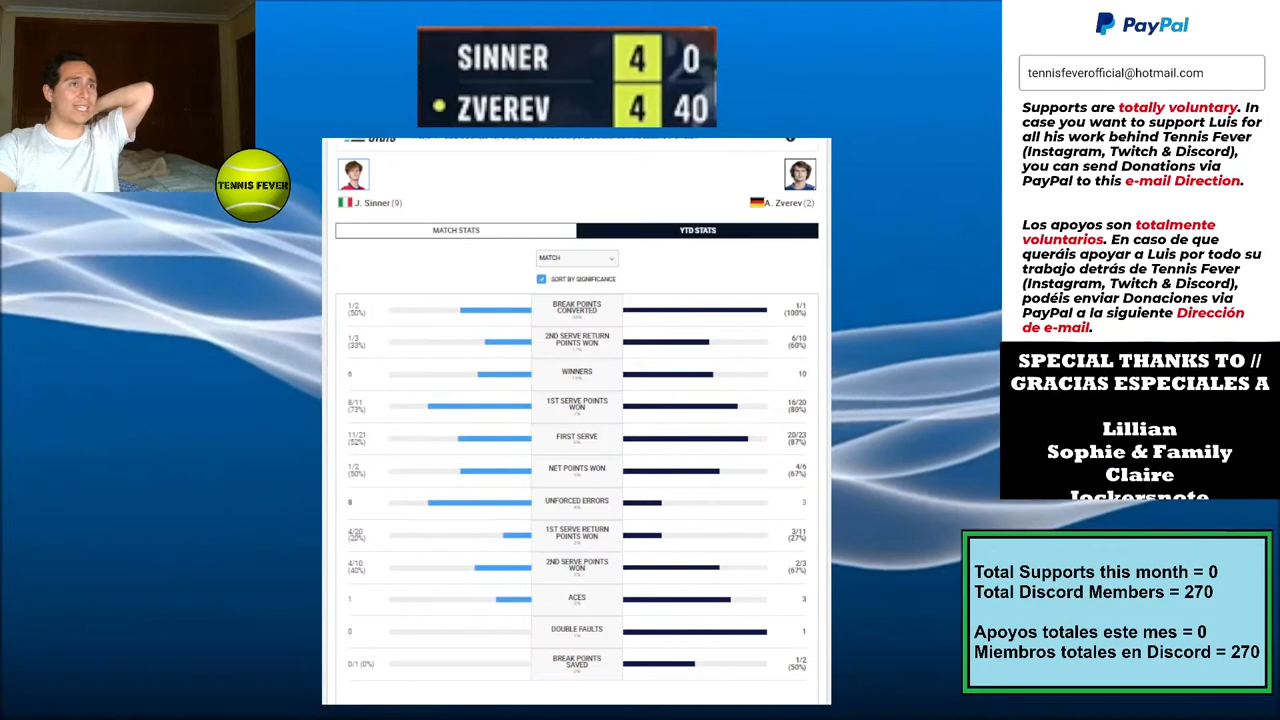 SINNER 4 0
ZVEREV 4 40
TENNIS FEVER
J. Sinner (9)
A. Zverev (2)
MATCH STATS
YTD STATS
MATCH
SORT BY SIGNIFICANCE
1/2
(50%)
BREAK POINTS
CONVERTED
1/1
(100%)
1/3
(33%)
2ND SERVE RETURN
POINTS WON
6/10
(60%)
6
WINNERS
10
8/11
(73%)
1ST SERVE POINTS
WON
16/20
(80%)
11/21
(52%)
FIRST SERVE
20/23
(87%)
1/2
(50%)
NET POINTS WON
4/6
(67%)
8
UNFORCED ERRORS
3
4/20
(20%)
1ST SERVE RETURN
POINTS WON
3/11
(27%)
4/10
(40%)
2ND SERVE POINTS
WON
2/3
(67%)
1
ACES
3
0
DOUBLE FAULTS
1
0/1 (0%)
BREAK POINTS
SAVED
1/2
(50%)
PayPal
tennisfeverofficial@hotmail.com
Supports are totally voluntary. In
case you want to support Luis for
all his work behind Tennis Fever
(Instagram, Twitch & Discord),
you can send Donations via
PayPal to this e-mail Direction.
Los apoyos son totalmente
voluntarios. En caso de que
queráis apoyar a Luis por todo su
trabajo detrás de Tennis Fever
(Instagram, Twitch & Discord),
podéis enviar Donaciones via
PayPal a la siguiente Dirección
de e-mail.
SPECIAL THANKS TO //
GRACIAS ESPECIALES A
Lillian
Sophie & Family
Claire
Total Supports this month = 0
Total Discord Members = 270
Apoyos totales este mes = 0
Miembros totales en Discord = 270